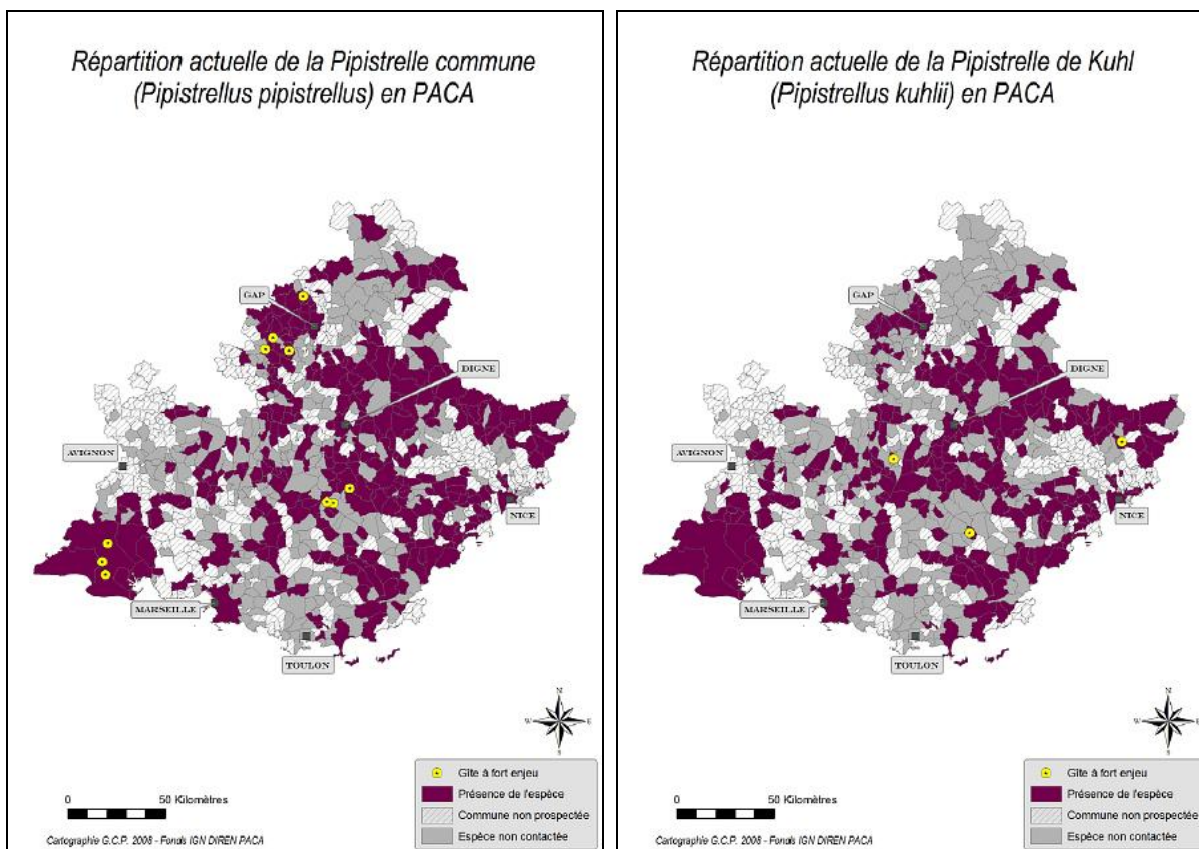 Répartition actuelle de la Pipistrelle commune
(Pipistrellus pipistrellus) en PACA
GAP
DIGNE
AVIGNON
NICE
MARSEILLE
TOULON
N
W E
S
Gîte à fort enjeu
Présence de l'espèce
Commune non prospectée
Espèce non contactée
0 50 Kilomètres
Cartographie G.C.P. 2008 - Fonds IGN DIREN PACA
Répartition actuelle de la Pipistrelle de Kuhl
(Pipistrellus kuhlii) en PACA
GAP
DIGNE
AVIGNON
NICE
MARSEILLE
TOULON
N
W E
S
Gîte à fort enjeu
Présence de l'espèce
Commune non prospectée
Espèce non contactée
0 50 Kilomètres
Cartographie G.C.P. 2008 - Fonds IGN DIREN PACA